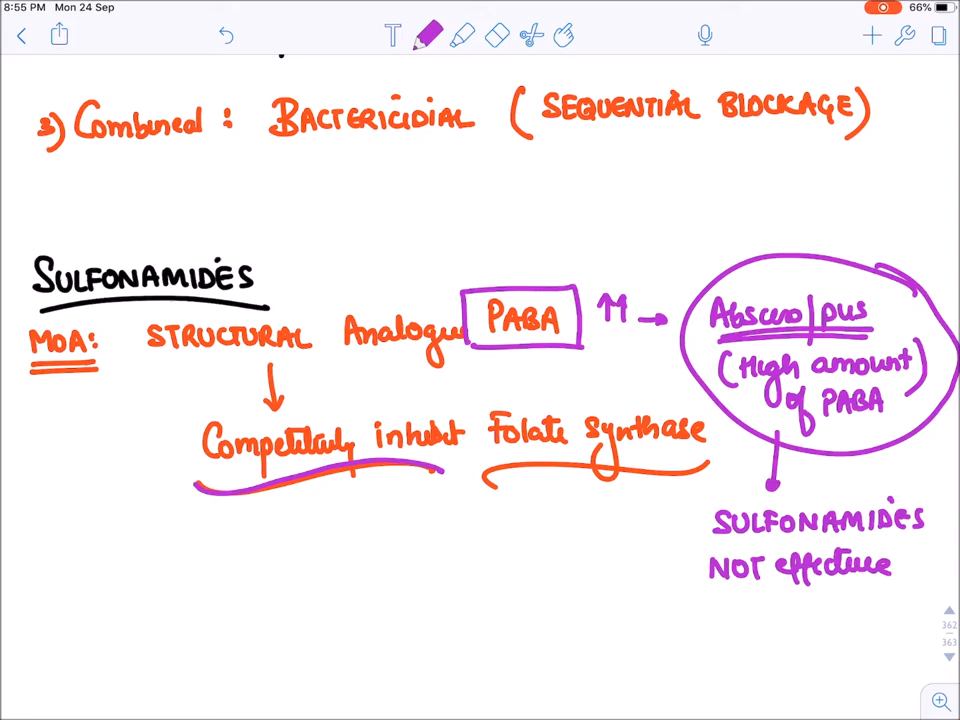 8:55 PM Mon 24 Sep 66%
3) Combined : BACTERICIDIAL (SEQUENTIAL BLOCKAGE)
SULFONAMIDES
MOA: STRUCTURAL Analogue PABA ↑↑ → Abscess/pus
(High amount
of PABA
↓
Competitively inhibit Folate synthase
SULFONAMIDES
NOT effective
362
363